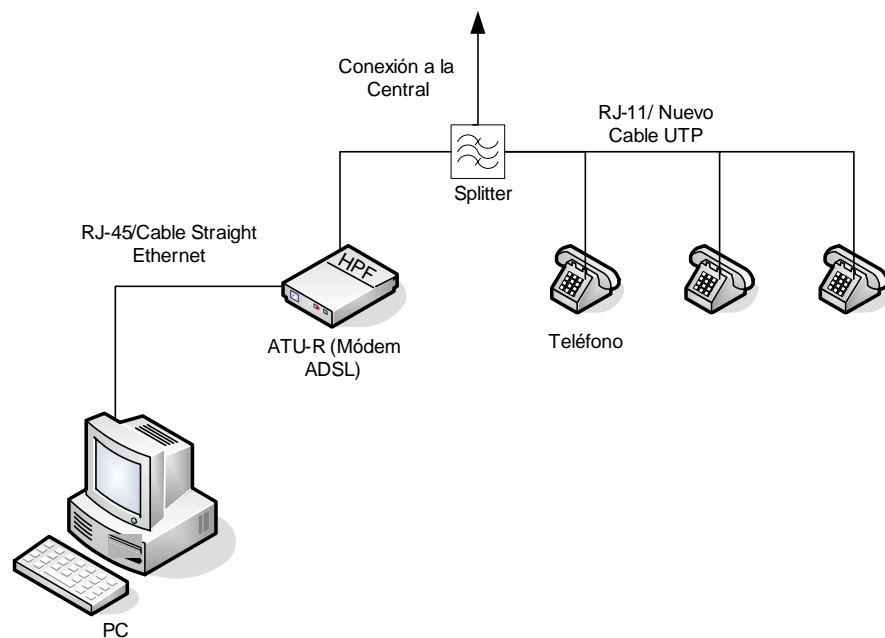 Conexión a la
Central
RJ-11/ Nuevo
Cable UTP
Splitter
RJ-45/Cable Straight
Ethernet
HPF
ATU-R (Módem
ADSL)
Teléfono
PC